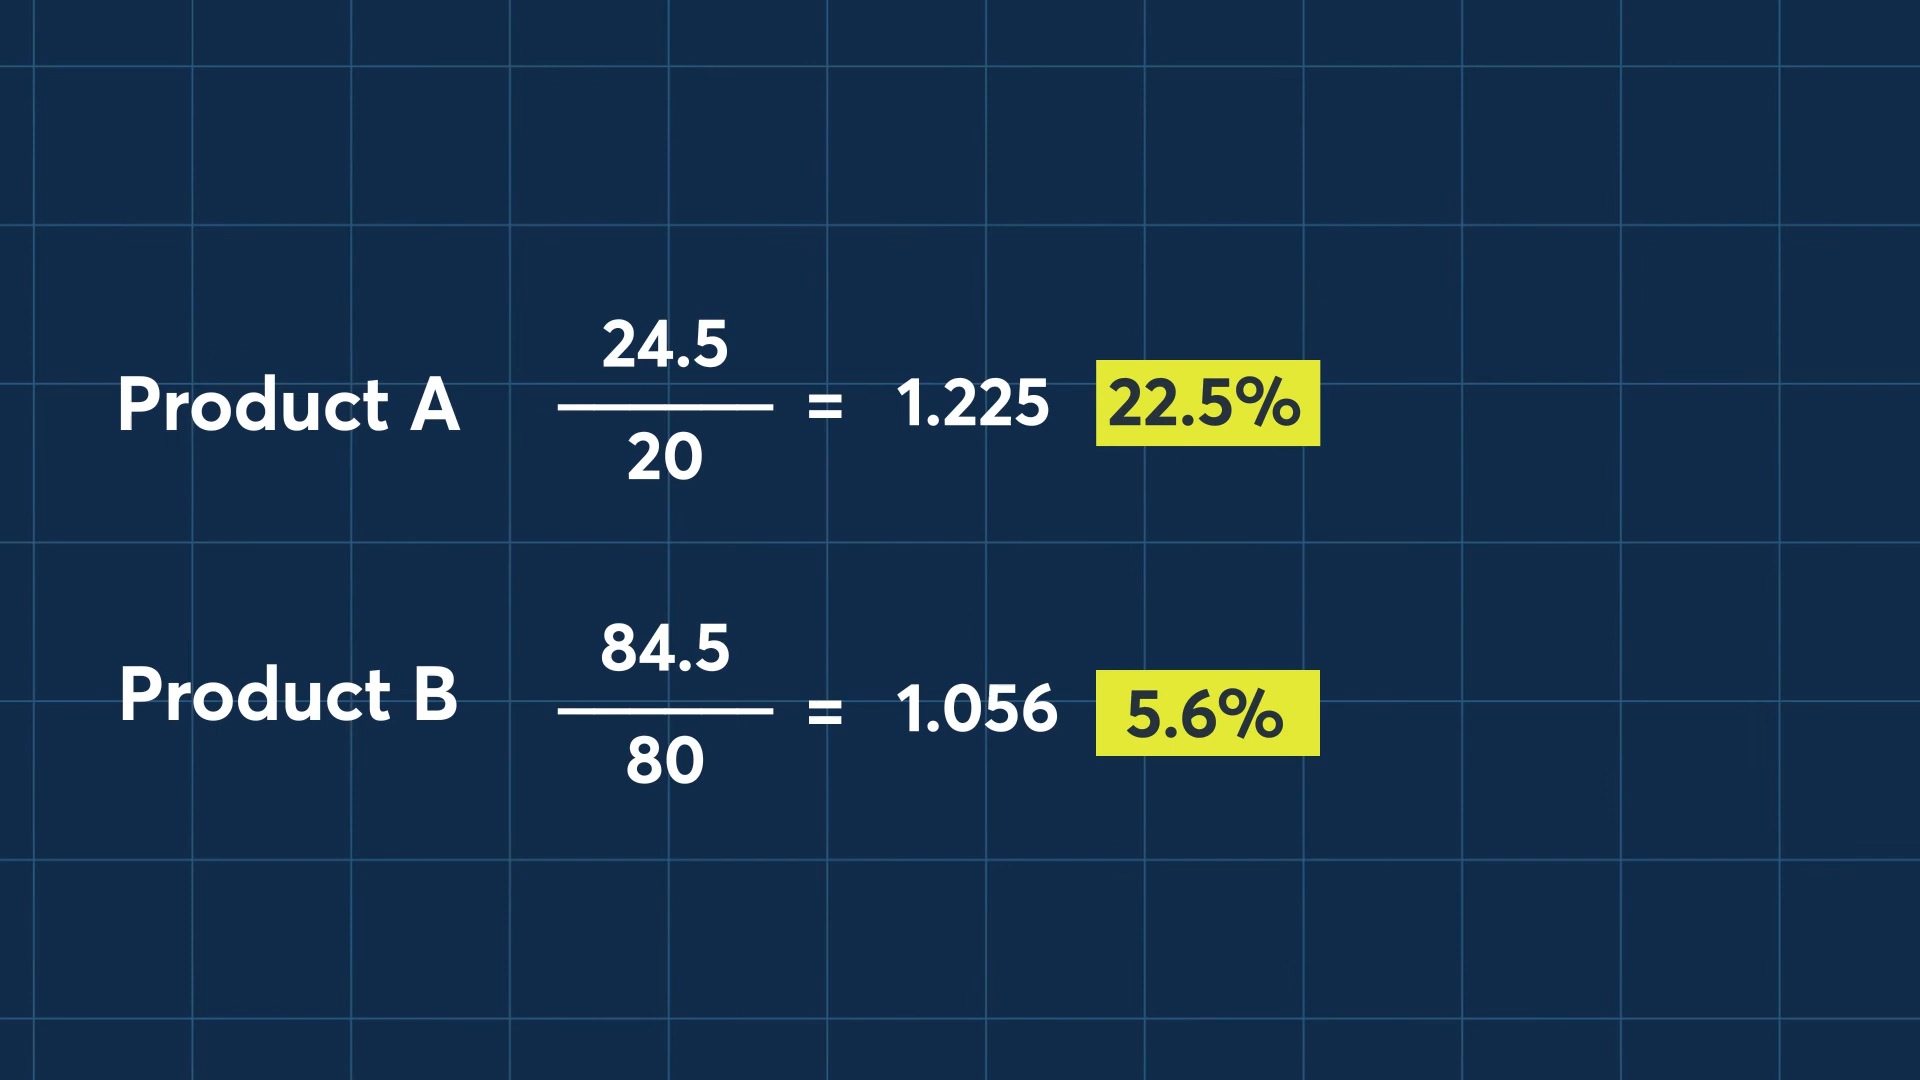 24.5
Product A = 1.225 22.5%
20
84.5
Product B = 1.056 5.6%
80